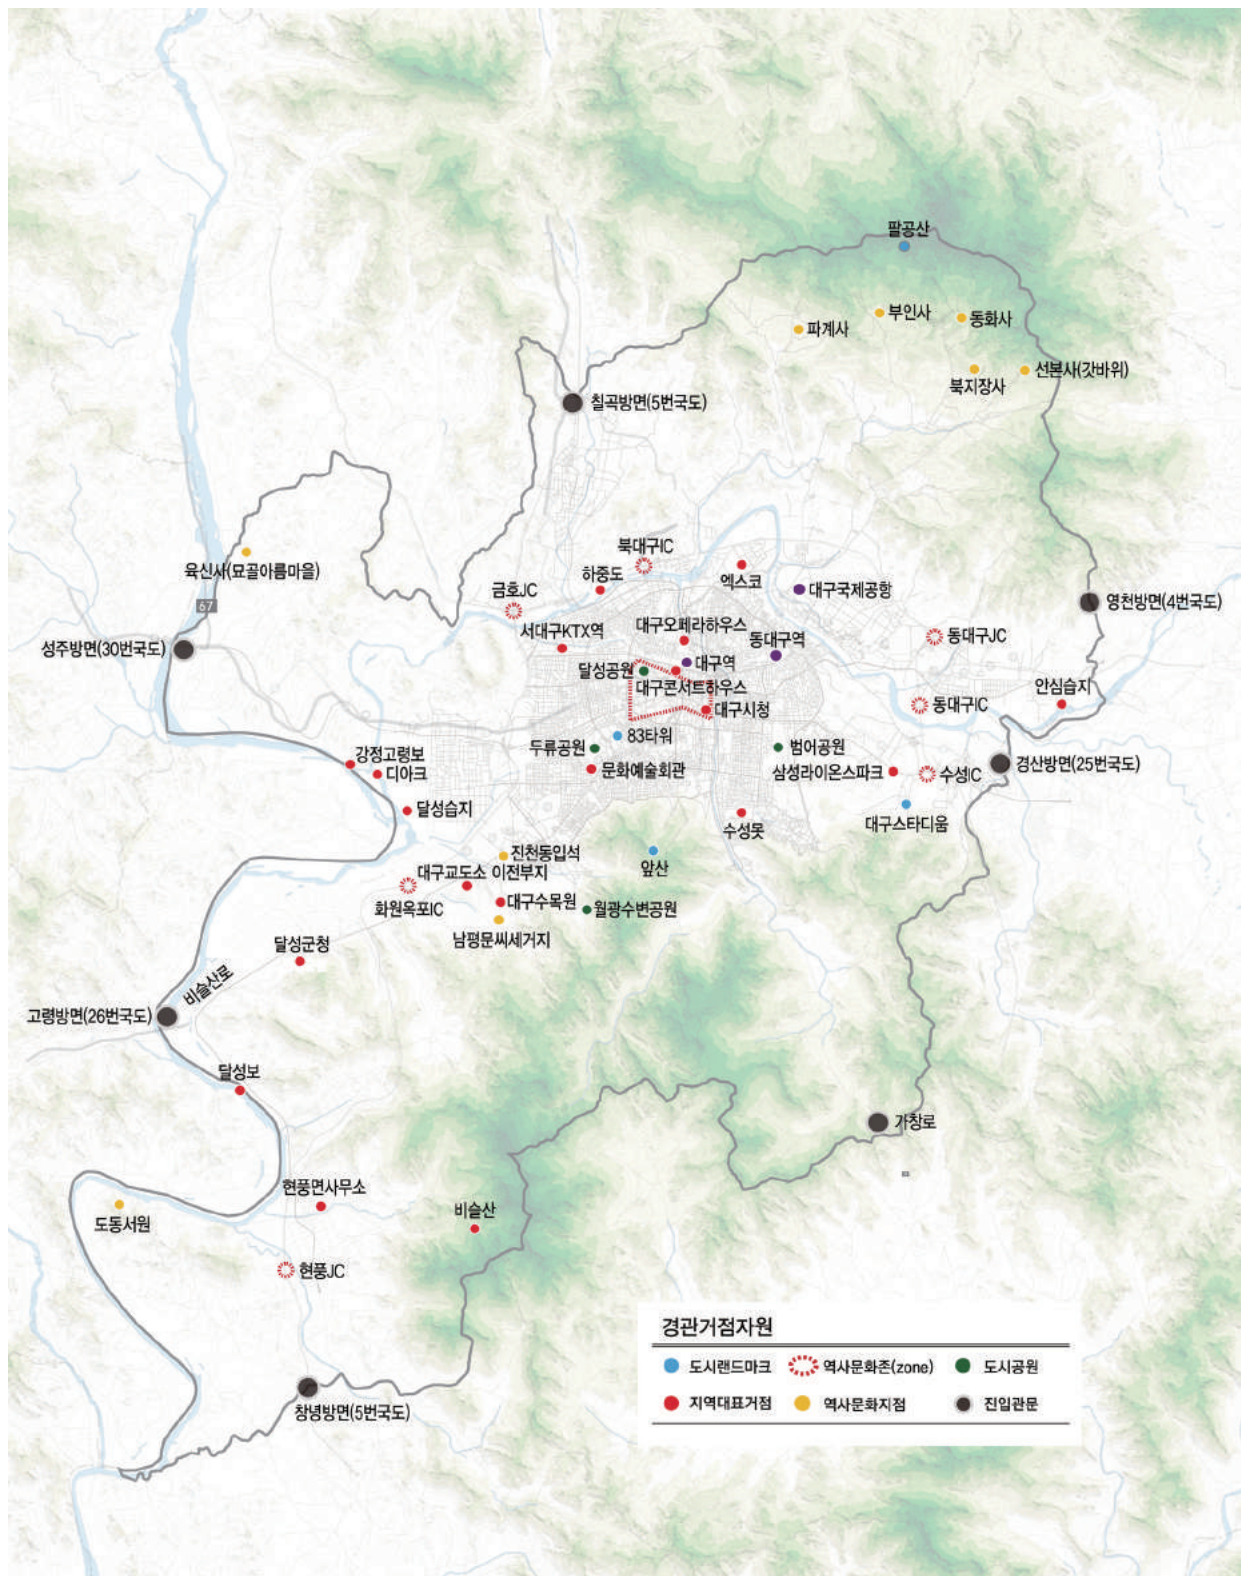 팔공산
부인사
동화사
파계사
선본사(갓바위)
북지장사
칠곡방면(5번국도)
북대구IC
육신사(묘골아름마을)
하중도
엑스코
금호JC
대구국제공항
영천방면(4번국도)
67
서대구KTX역
대구오페라하우스
동대구역
동대구JC
성주방면(30번국도)
달성공원
대구역
대구콘서트하우스
안심습지
대구시청
동대구IC
83타워
두류공원
범어공원
강정고령보
디아크
문화예술회관
삼성라이온스파크
수성IC
경산방면(25번국도)
달성습지
수성못
대구스타디움
진천동입석
앞산
대구교도소 이전부지
화원옥포IC
대구수목원
월광수변공원
남평문씨세거지
달성군청
비슬산로
고령방면(26번국도)
달성보
가창로
현풍면사무소
비슬산
도동서원
현풍JC
경관거점자원
도시랜드마크
역사문화존(zone)
도시공원
지역대표거점
역사문화지점
진입관문
창녕방면(5번국도)